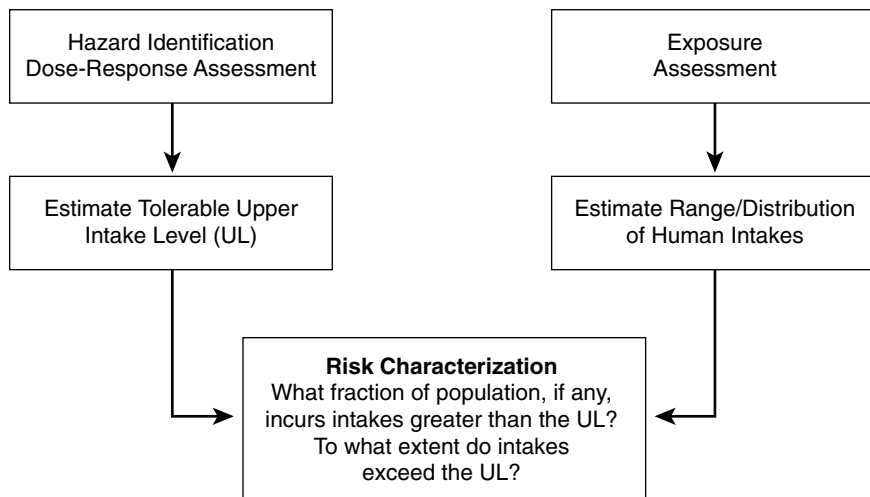 Hazard Identification
Dose-Response Assessment
Exposure
Assessment
Estimate Tolerable Upper
Intake Level (UL)
Estimate Range/Distribution
of Human Intakes
Risk Characterization
What fraction of population, if any,
incurs intakes greater than the UL?
To what extent do intakes
exceed the UL?